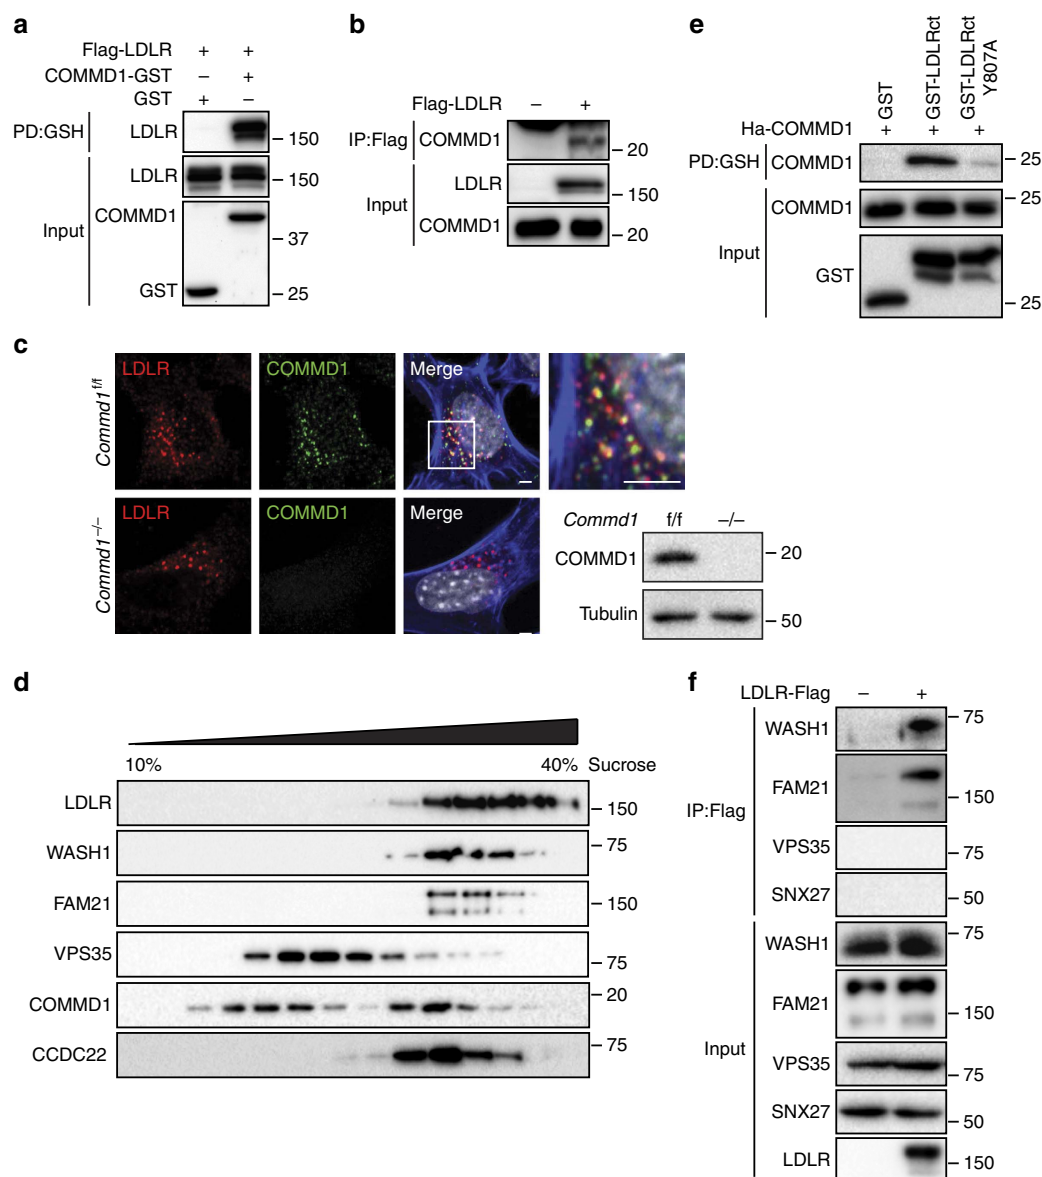 a
Flag-LDLR + +
COMMD1-GST – +
GST + –
PD:GSH LDLR – 150
LDLR – 150
Input COMMD1 – 37
GST – 25
b
Flag-LDLR – +
IP:Flag COMMD1 – 20
Input LDLR – 150
COMMD1 – 20
e
GST
GST-LDLRct
GST-LDLRct Y807A
Ha-COMMD1 + + +
PD:GSH COMMD1 – 25
COMMD1 – 25
Input GST – 25
c
Commd1f/f
LDLR COMMD1 Merge
Commd1–/–
LDLR COMMD1 Merge
Commd1 f/f –/–
COMMD1 – 20
Tubulin – 50
d
10% 40% Sucrose
LDLR – 150
WASH1 – 75
FAM21 – 150
VPS35 – 75
COMMD1 – 20
CCDC22 – 75
f
LDLR-Flag – +
IP:Flag
WASH1 – 75
FAM21 – 150
VPS35 – 75
SNX27 – 50
Input
WASH1 – 75
FAM21 – 150
VPS35 – 75
SNX27 – 50
LDLR – 150